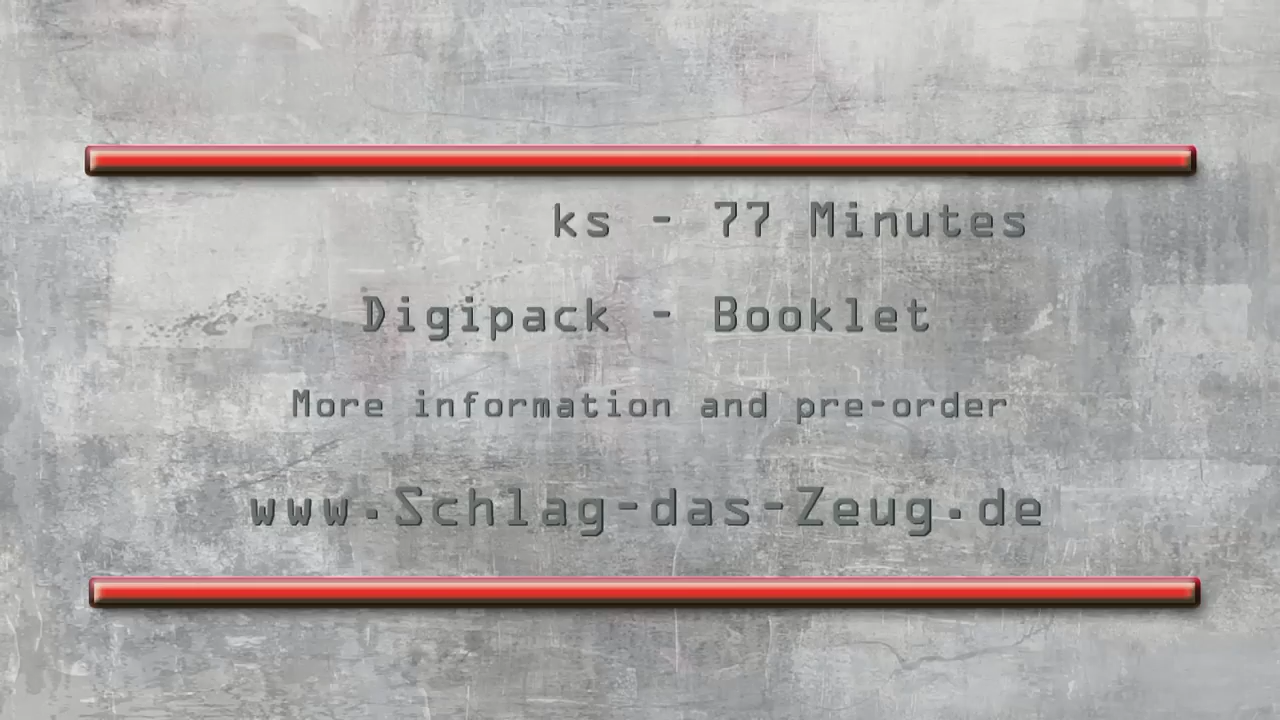 ks - 77 Minutes
Digipack - Booklet
More information and pre-order
www.Schlag-das-Zeug.de